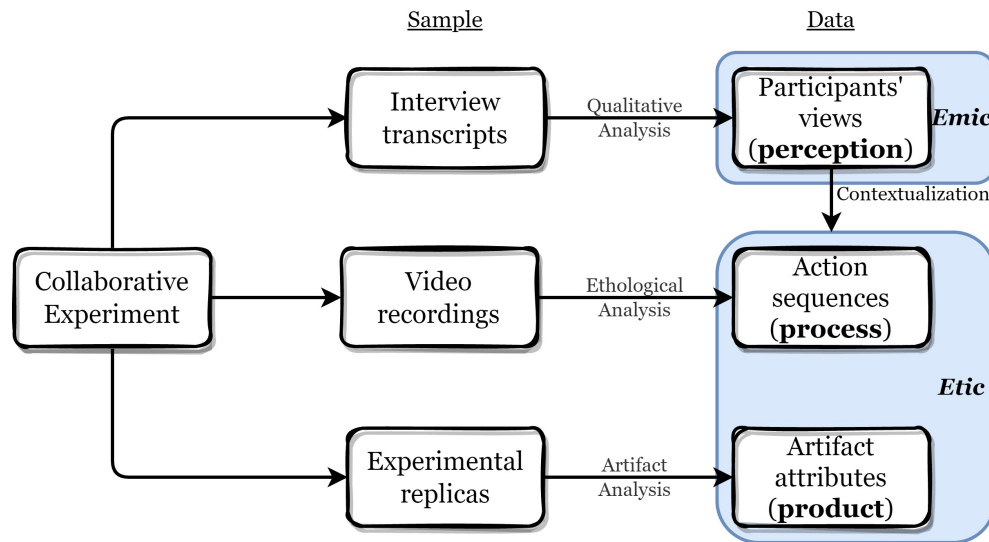 Sample
Data
Interview
transcripts
Qualitative
Analysis
Participants'
views
(perception)
Emic
Contextualization
Collaborative
Experiment
Video
recordings
Ethological
Analysis
Action
sequences
(process)
Etic
Experimental
replicas
Artifact
Analysis
Artifact
attributes
(product)